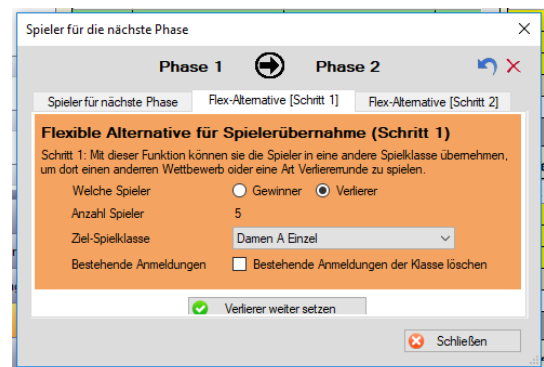 Spieler für die nächste Phase
Phase 1 Phase 2
Spieler für nächste Phase Flex-Alternative [Schritt 1] Flex-Alternative [Schritt 2]
Flexible Alternative für Spielerübernahme (Schritt 1)
Schritt 1: Mit dieser Funktion können sie die Spieler in eine andere Spielklasse übernehmen,
um dort einen anderren Wettbewerb oider eine Art Verliererrunde zu spielen.
Welche Spieler Gewinner Verlierer
Anzahl Spieler 5
Ziel-Spielklasse Damen A Einzel
Bestehende Anmeldungen Bestehende Anmeldungen der Klasse löschen
Verlierer weiter setzen
Schließen